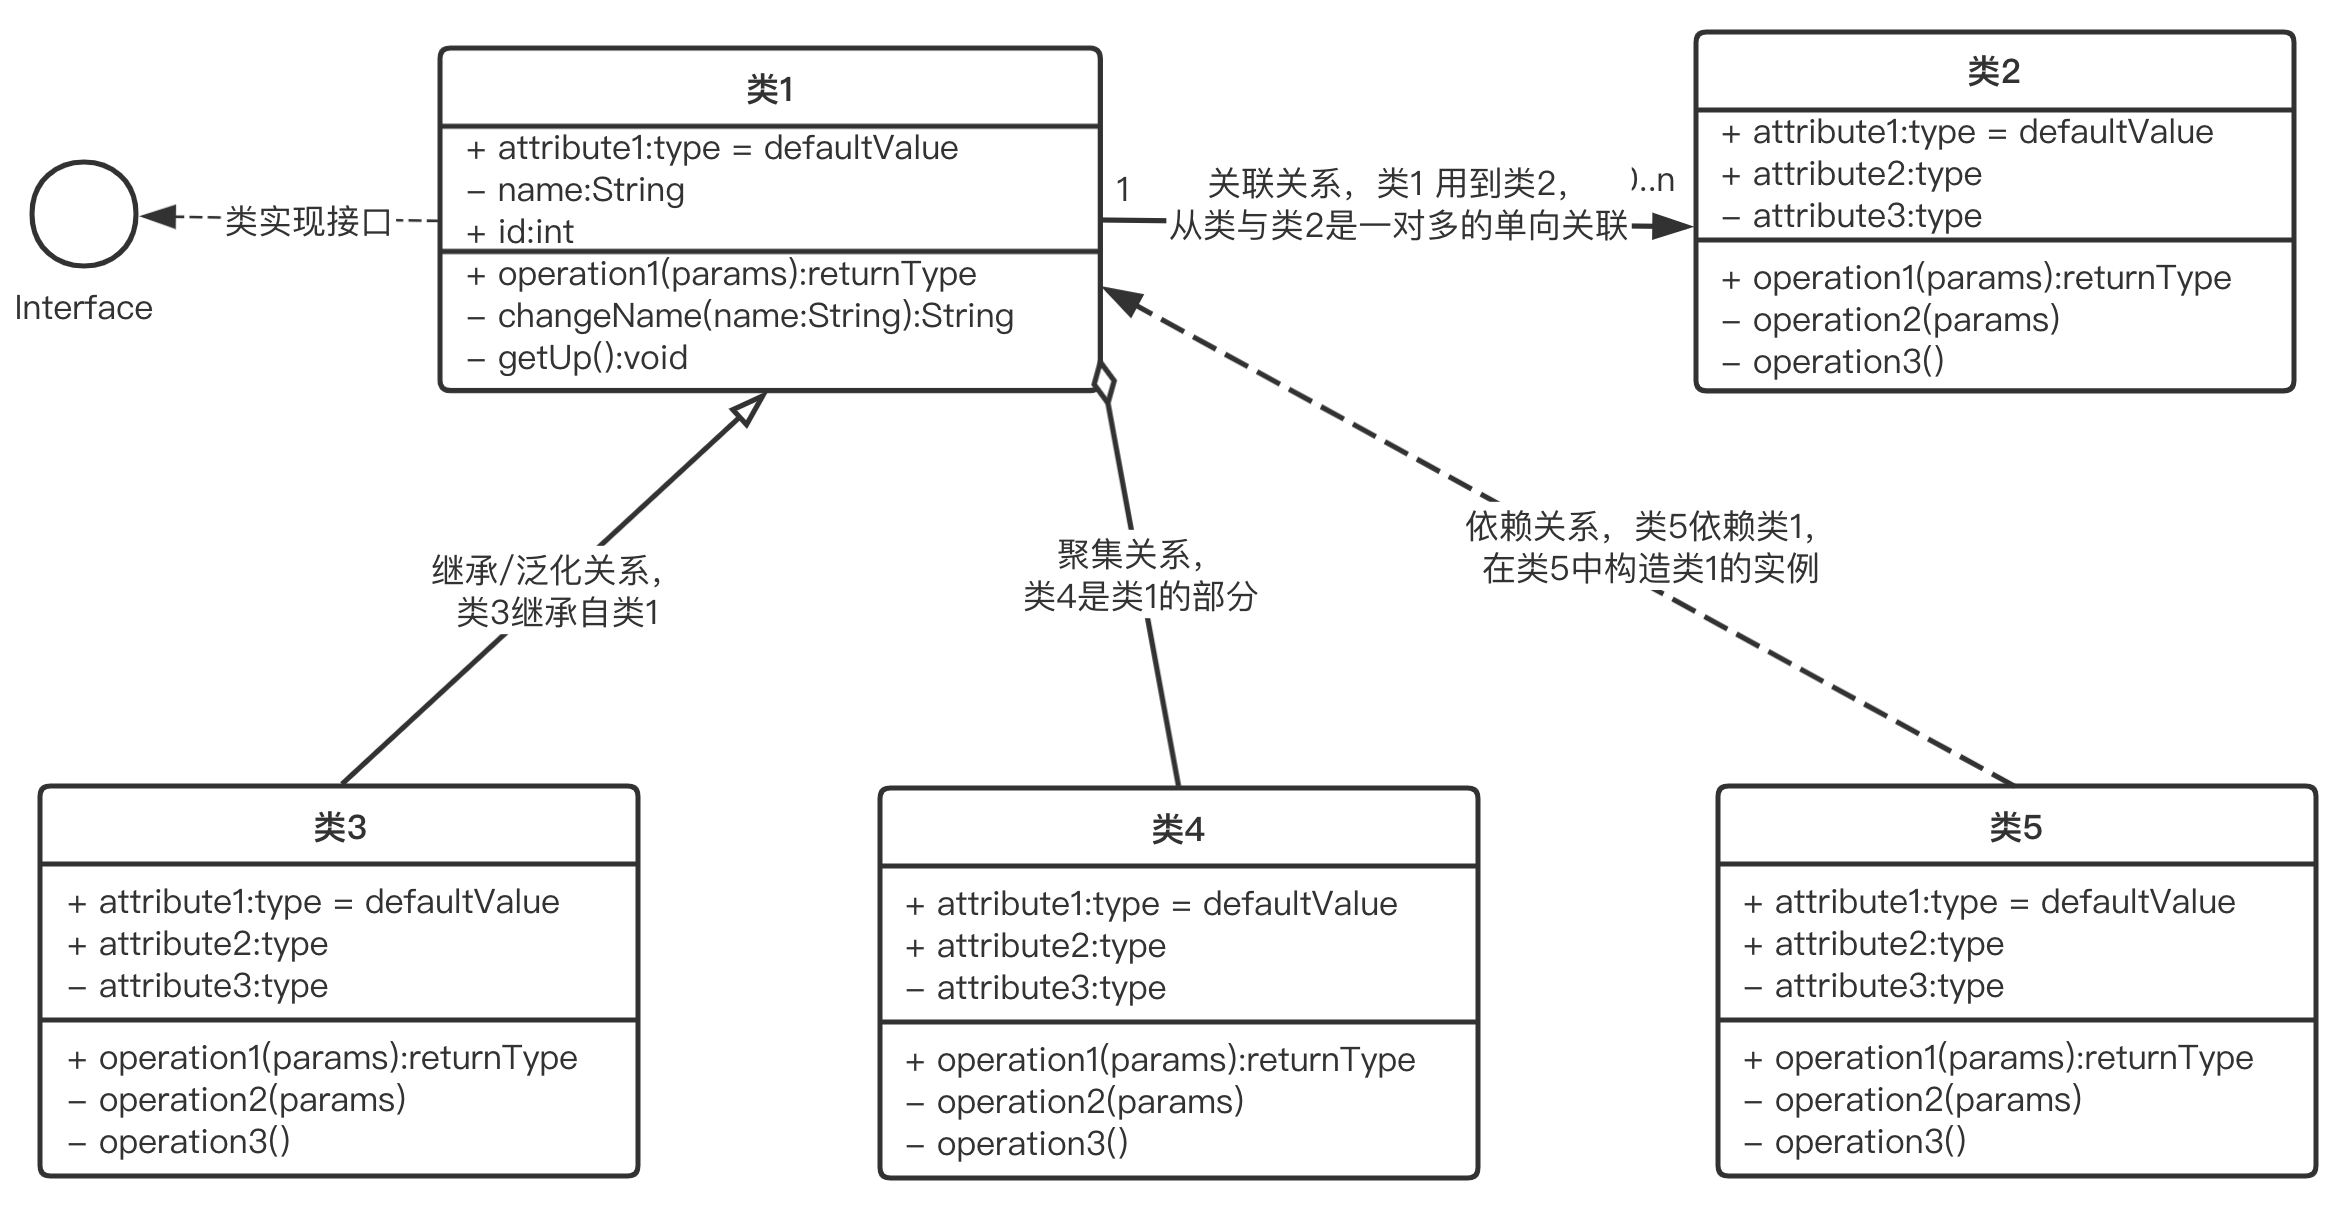 类1
+ attribute1:type = defaultValue
– name:String
+ id:int
+ operation1(params):returnType
– changeName(name:String):String
– getUp():void
类2
+ attribute1:type = defaultValue
+ attribute2:type
– attribute3:type
+ operation1(params):returnType
– operation2(params)
– operation3()
Interface
类实现接口
1
关联关系，类1 用到类2，
从类与类2是一对多的单向关联
)..n
继承/泛化关系，
类3继承自类1
聚集关系，
类4是类1的部分
依赖关系，类5依赖类1，
在类5中构造类1的实例
类3
+ attribute1:type = defaultValue
+ attribute2:type
– attribute3:type
+ operation1(params):returnType
– operation2(params)
– operation3()
类4
+ attribute1:type = defaultValue
+ attribute2:type
– attribute3:type
+ operation1(params):returnType
– operation2(params)
– operation3()
类5
+ attribute1:type = defaultValue
+ attribute2:type
– attribute3:type
+ operation1(params):returnType
– operation2(params)
– operation3()